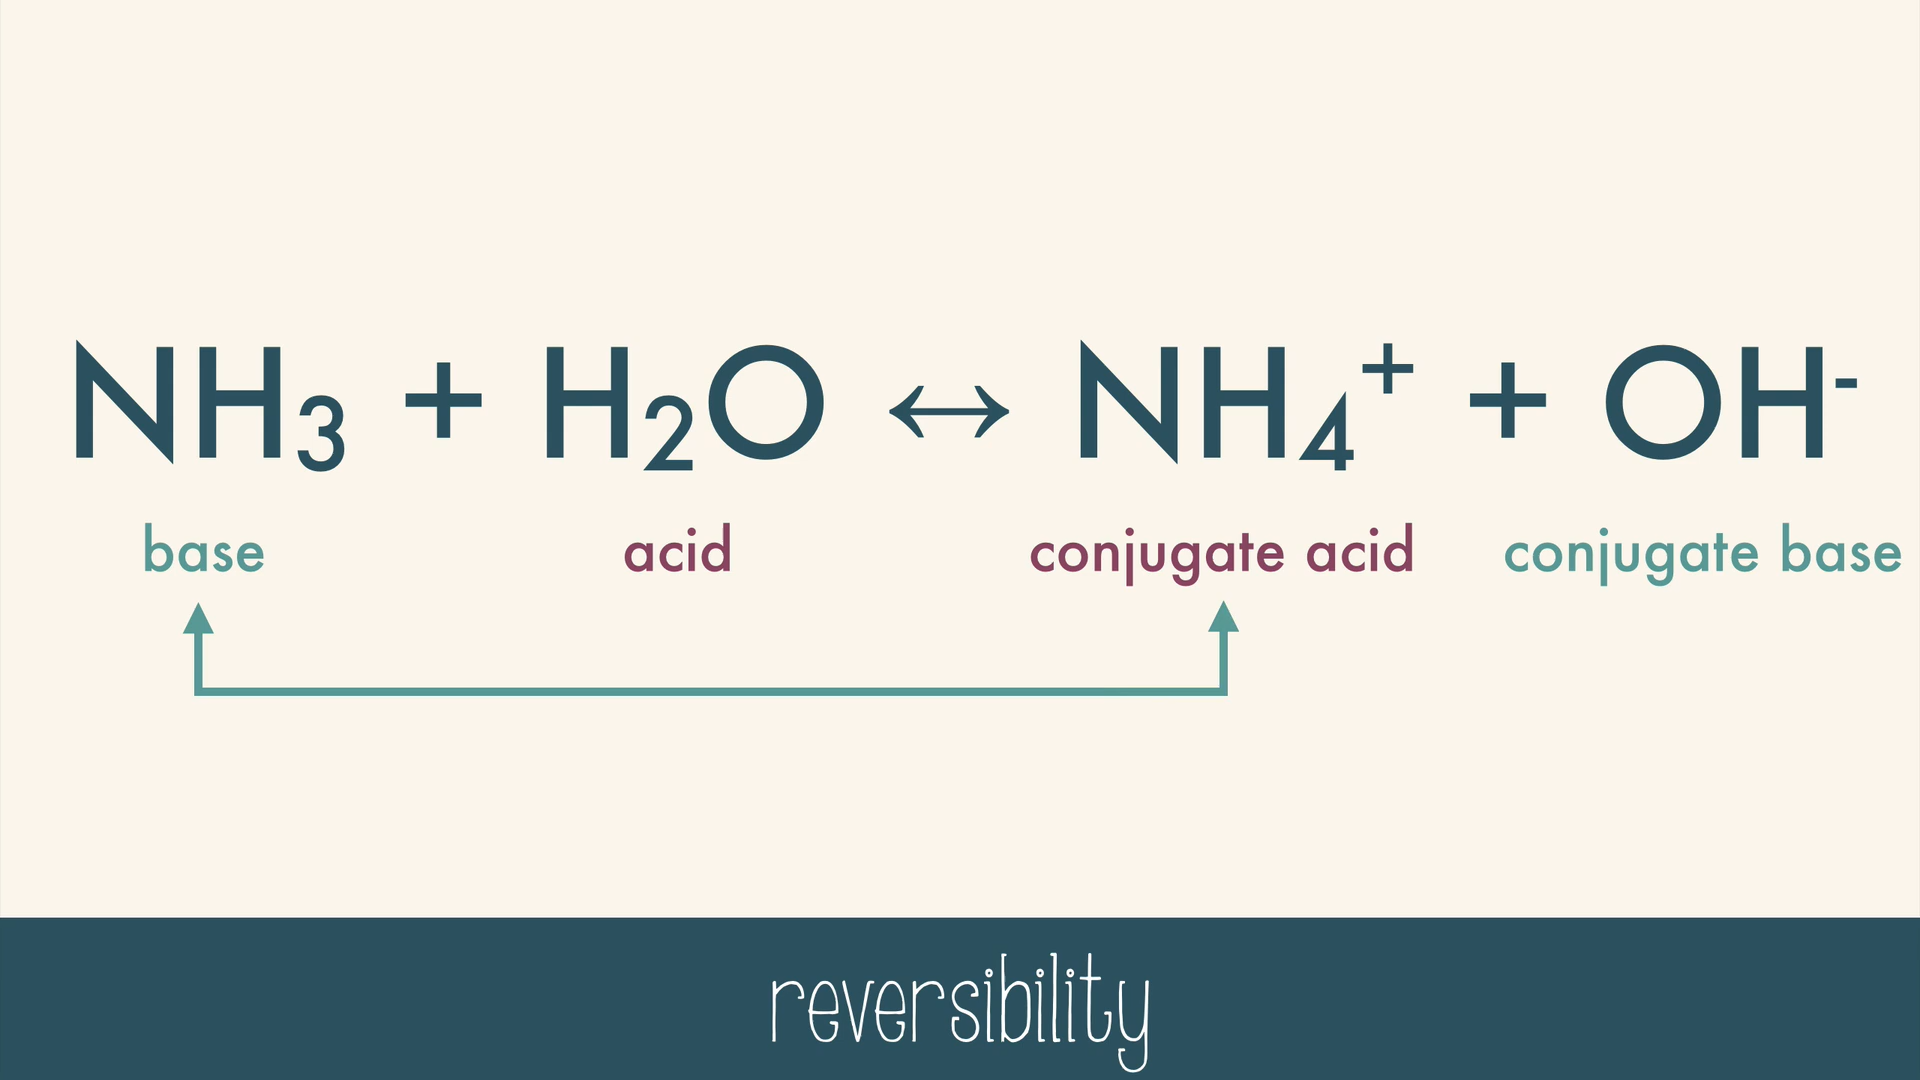 NH₃ + H₂O ↔ NH₄⁺ + OH⁻
base acid conjugate acid conjugate base
reversibility